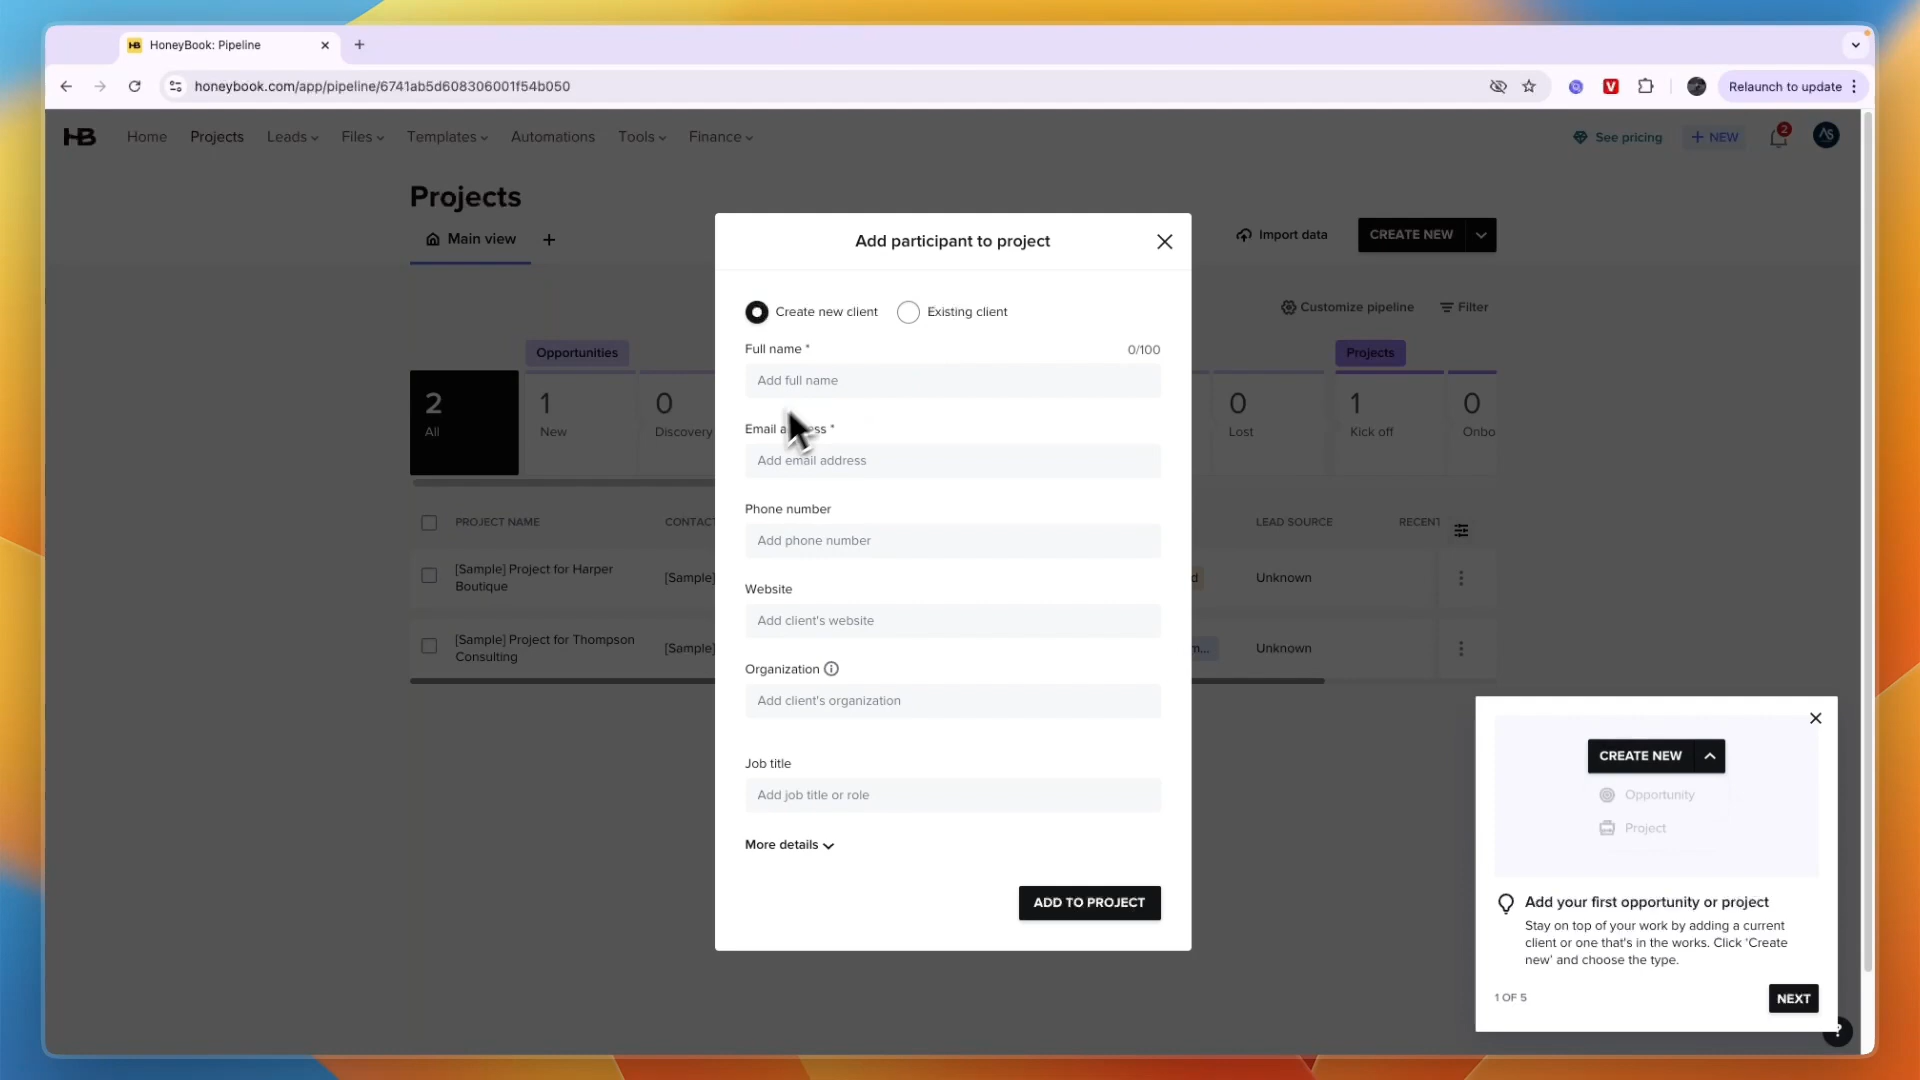 HoneyBook: Pipeline
honeybook.com/app/pipeline/6741ab5d608306001f54b050
Relaunch to update
HB
Home
Projects
Leads
Files
Templates
Automations
Tools
Finance
See pricing
+ NEW
2
AS
Projects
Main view
Import data
CREATE NEW
Customize pipeline
Filter
Opportunities
Projects
2
All
1
New
0
Discovery
0
Lost
1
Kick off
0
Onbo
PROJECT NAME
CONTACT
LEAD SOURCE
RECENT
[Sample] Project for Harper
Boutique
[Sample]
d
Unknown
[Sample] Project for Thompson
Consulting
[Sample]
m...
Unknown
Add participant to project
Create new client
Existing client
Full name *
0/100
Add full name
Email a ss *
Add email address
Phone number
Add phone number
Website
Add client's website
Organization
Add client's organization
Job title
Add job title or role
More details
ADD TO PROJECT
CREATE NEW
Opportunity
Project
Add your first opportunity or project
Stay on top of your work by adding a current
client or one that's in the works. Click 'Create
new' and choose the type.
1 OF 5
NEXT
?